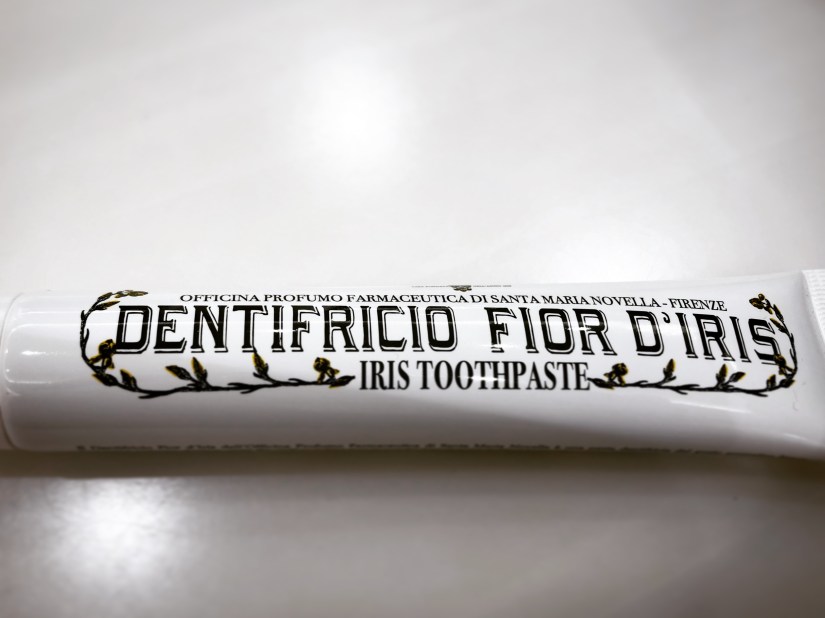 OFFICINA PROFUMO FARMACEUTICA DI SANTA MARIA NOVELLA - FIRENZE
DENTIFRICIO FIOR D'IRIS
IRIS TOOTHPASTE